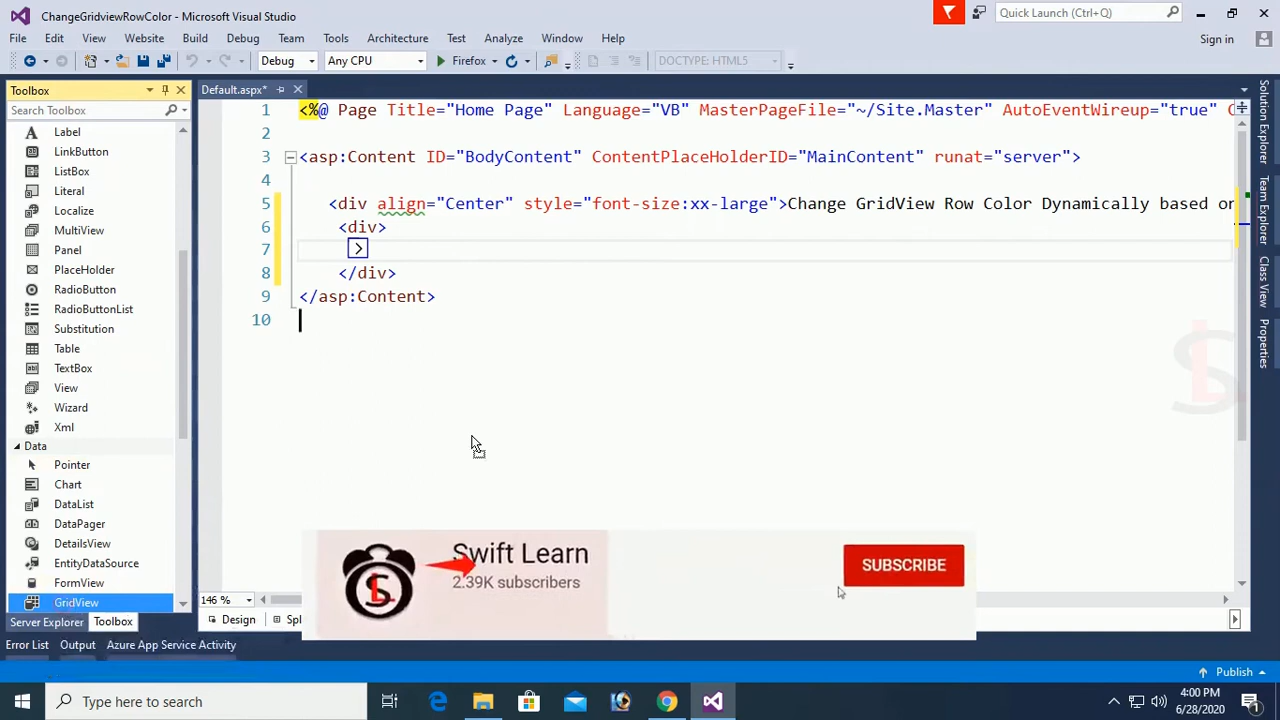 ChangeGridviewRowColor - Microsoft Visual Studio
Quick Launch (Ctrl+Q)
File Edit View Website Build Debug Team Tools Architecture Test Analyze Window Help
Sign in
Debug Any CPU Firefox DOCTYPE: HTML5
Toolbox
Default.aspx*
Search Toolbox
Label
LinkButton
ListBox
Literal
Localize
MultiView
Panel
PlaceHolder
RadioButton
RadioButtonList
Substitution
Table
TextBox
View
Wizard
Xml
Data
Pointer
Chart
DataList
DataPager
DetailsView
EntityDataSource
FormView
GridView
Server Explorer Toolbox
1 <%@ Page Title="Home Page" Language="VB" MasterPageFile="~/Site.Master" AutoEventWireup="true"
2
3 <asp:Content ID="BodyContent" ContentPlaceHolderID="MainContent" runat="server">
4
5 <div align="Center" style="font-size:xx-large">Change GridView Row Color Dynamically based on
6 <div>
7 >
8 </div>
9 </asp:Content>
10
Solution Explorer
Team Explorer
Class View
Properties
SL
Swift Learn
2.39K subscribers
SUBSCRIBE
146 %
Design
Error List Output Azure App Service Activity
Publish
Type here to search
4:00 PM
6/28/2020